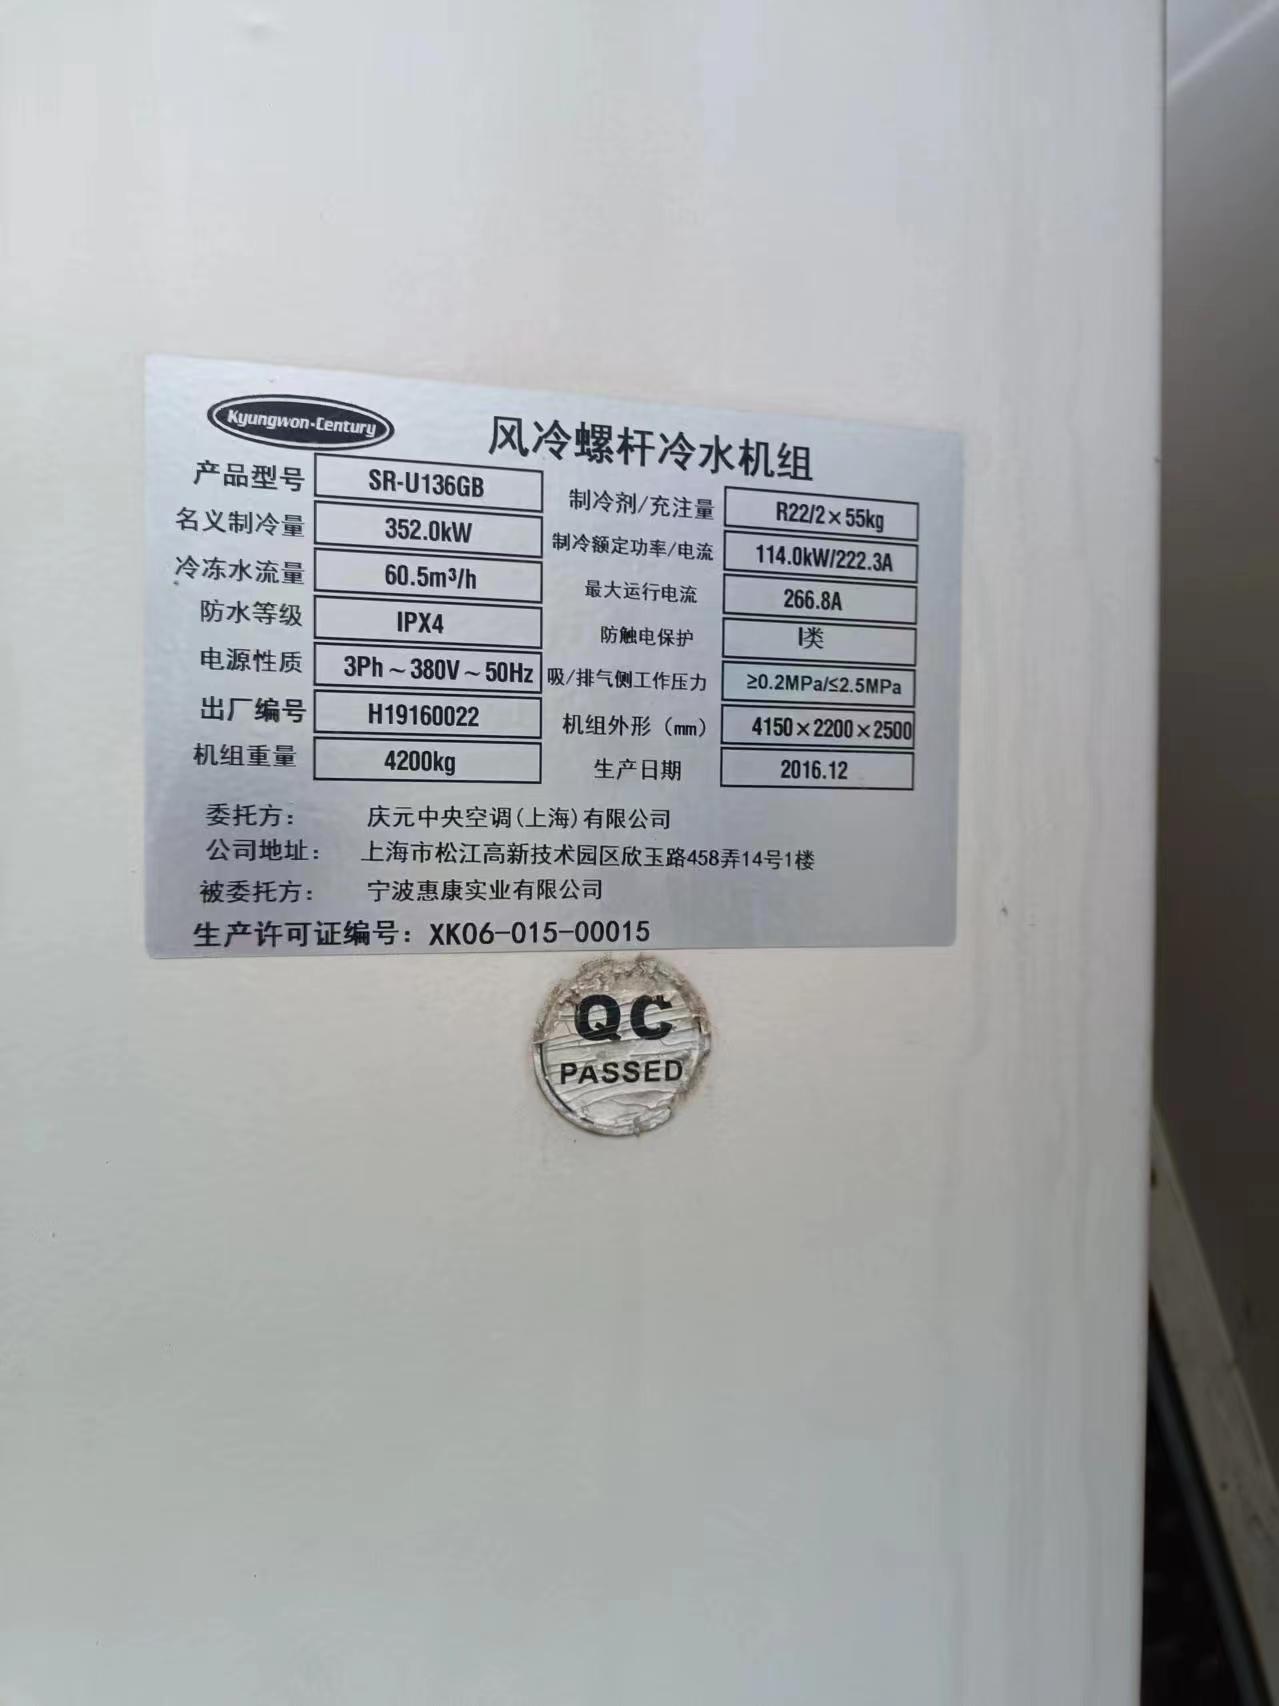 Kyungwon-Century
风冷螺杆冷水机组
产品型号 SR-U136GB 制冷剂/充注量 R22/2×55kg
名义制冷量 352.0kW 制冷额定功率/电流 114.0kW/222.3A
冷冻水流量 60.5m³/h 最大运行电流 266.8A
防水等级 IPX4 防触电保护 I类
电源性质 3Ph～380V～50Hz 吸/排气侧工作压力 ≥0.2MPa/≤2.5MPa
出厂编号 H19160022 机组外形（mm） 4150×2200×2500
机组重量 4200kg 生产日期 2016.12
委托方： 庆元中央空调(上海)有限公司
公司地址： 上海市松江高新技术园区欣玉路458弄14号1楼
被委托方： 宁波惠康实业有限公司
生产许可证编号：XK06-015-00015
QC
PASSED